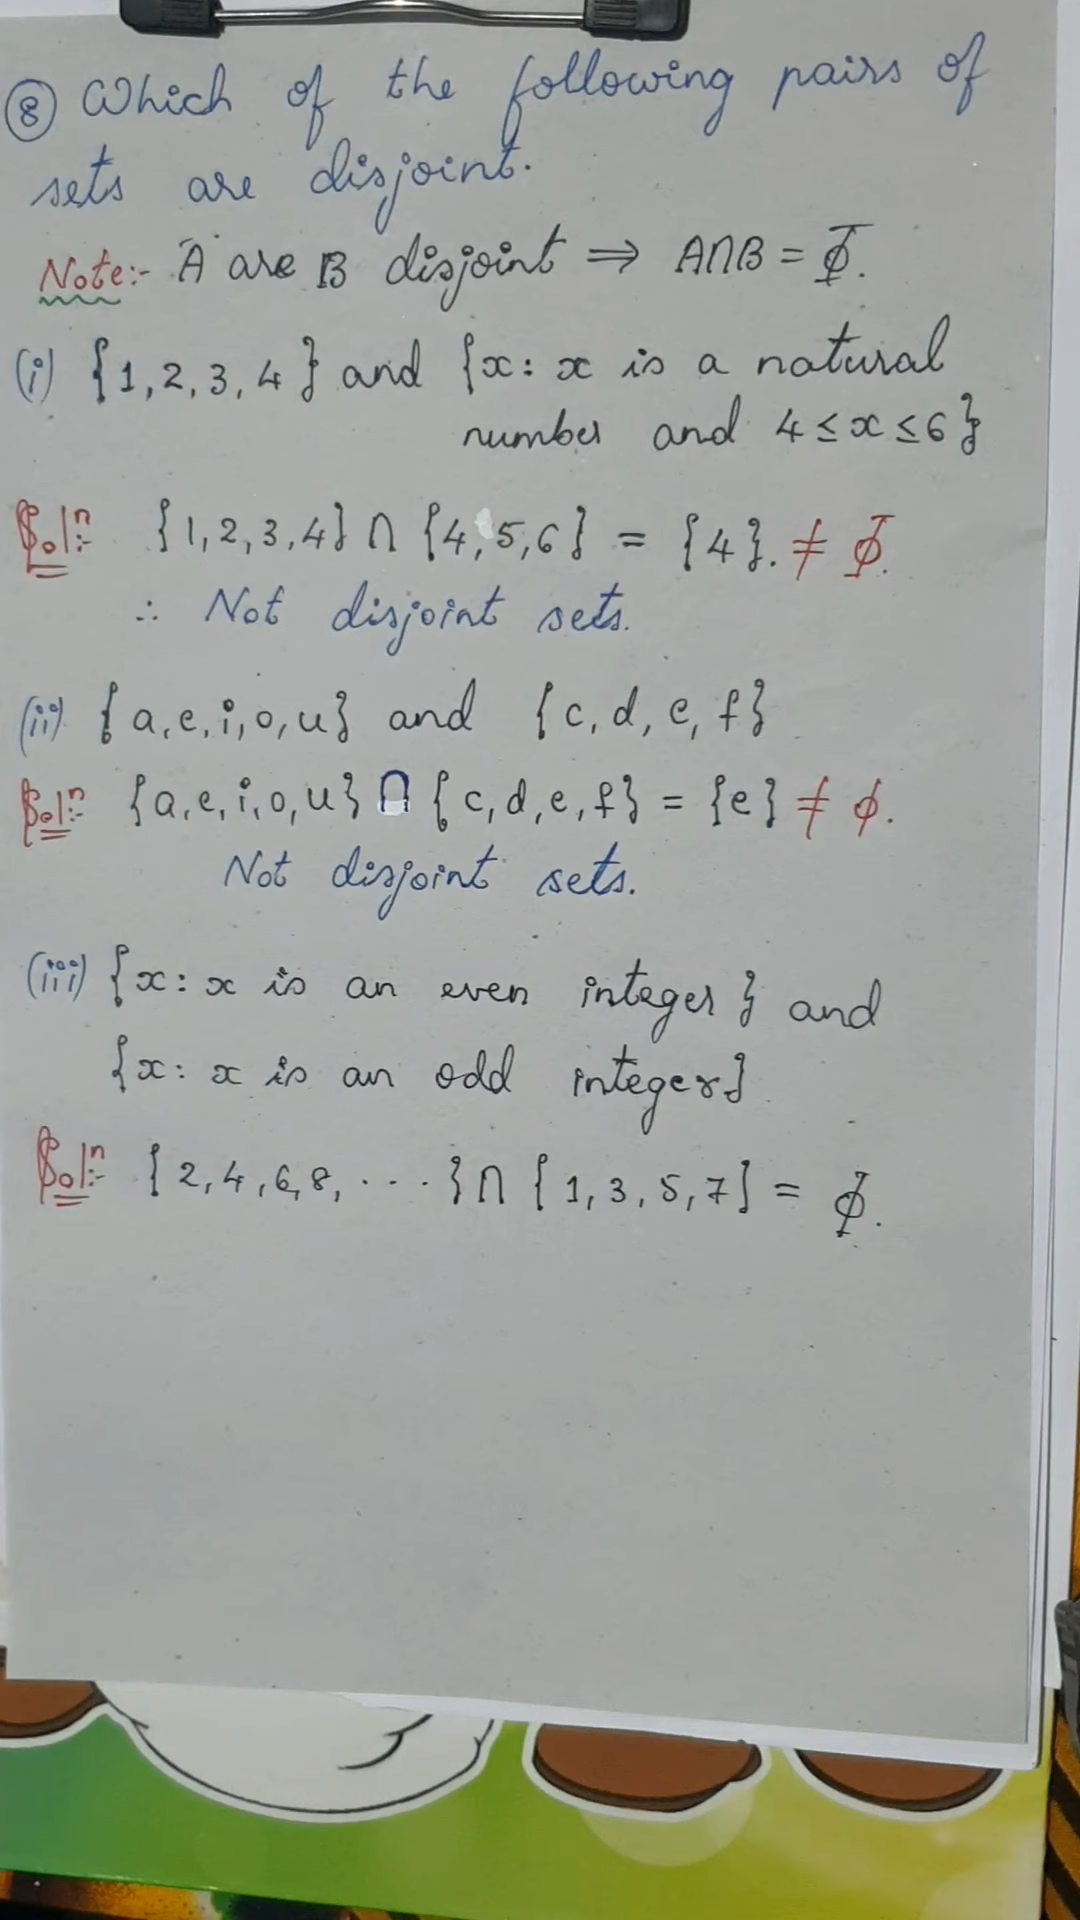 ⑧ Which of the following pairs of
sets are disjoint.
Note:- A are B disjoint ⇒ A∩B = Φ.
(i) {1,2,3,4} and {x: x is a natural
number and 4≤x≤6}
Solⁿ:- {1,2,3,4} ∩ {4,5,6} = {4}. ≠ Φ.
∴ Not disjoint sets.
(ii) {a,e,i,o,u} and {c,d,e,f}
Solⁿ:- {a,e,i,o,u} ∩ {c,d,e,f} = {e} ≠ ϕ.
Not disjoint sets.
(iii) {x: x is an even integer} and
{x: x is an odd integer}
Solⁿ:- {2,4,6,8,....} ∩ {1,3,5,7} = Φ.